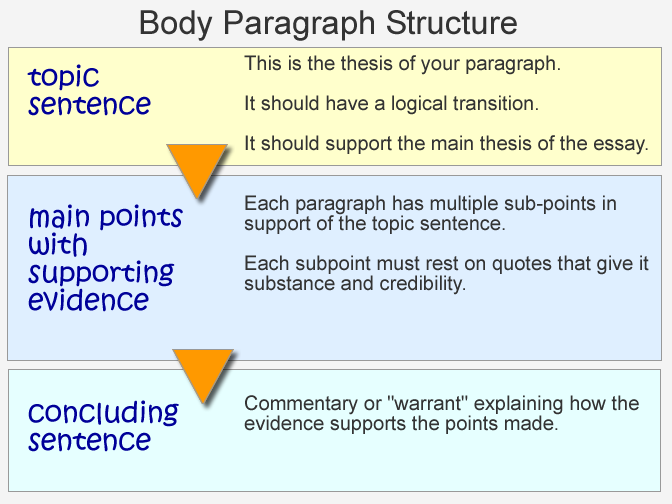 Body Paragraph Structure
topic
sentence
This is the thesis of your paragraph.
It should have a logical transition.
It should support the main thesis of the essay.
main points
with
supporting
evidence
Each paragraph has multiple sub-points in
support of the topic sentence.
Each subpoint must rest on quotes that give it
substance and credibility.
concluding
sentence
Commentary or "warrant" explaining how the
evidence supports the points made.